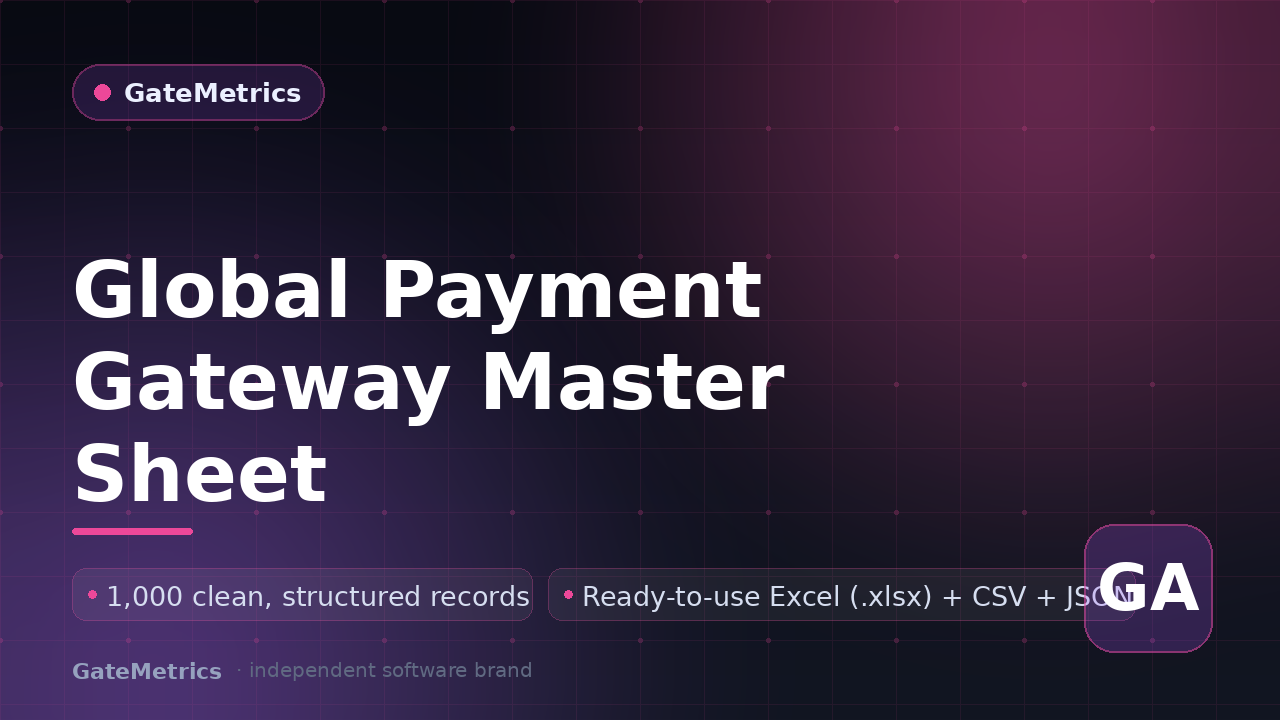 GateMetrics
Global Payment
Gateway Master
Sheet
1,000 clean, structured records
Ready-to-use Excel (.xlsx) + CSV + JSON
GA
GateMetrics · independent software brand